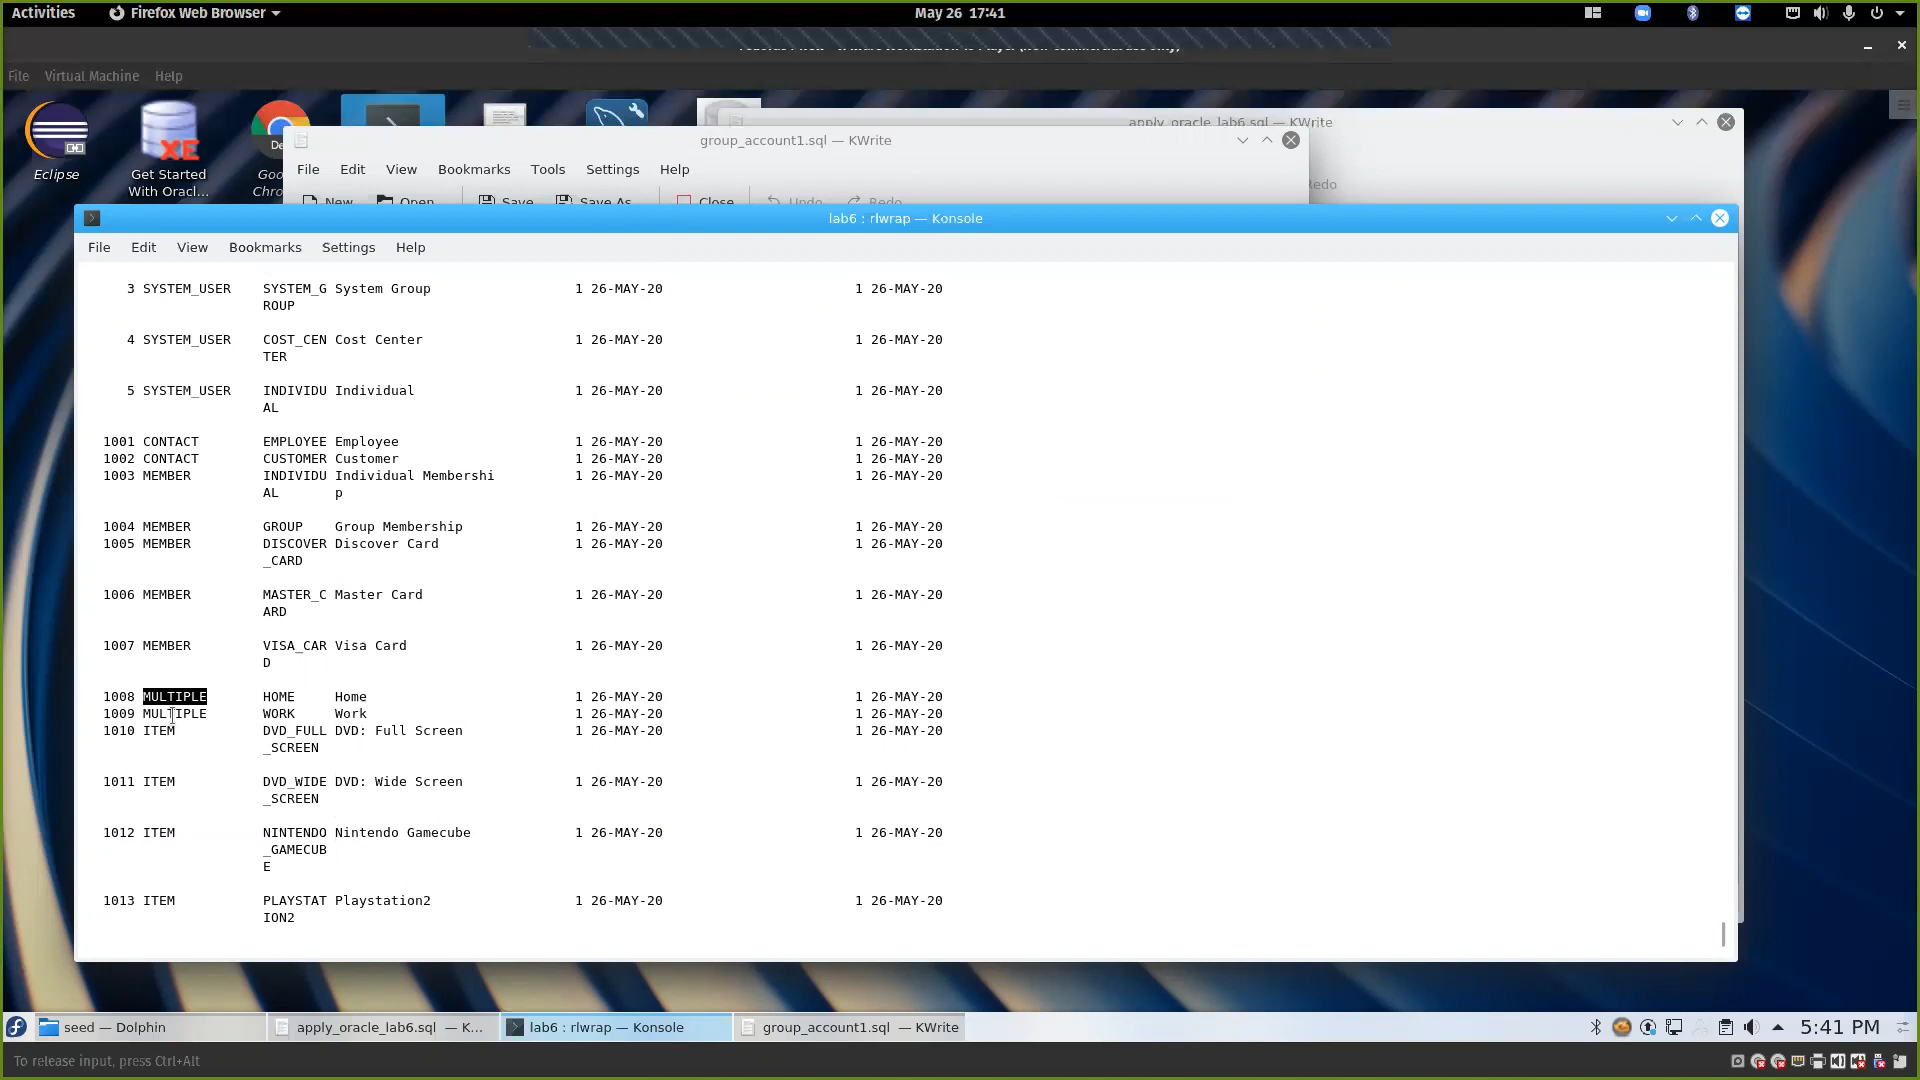 Activities Firefox Web Browser May 26 17:41
File Virtual Machine Help
Eclipse
XE
Get Started
With Oracl...
Goo
Chro
De
apply_oracle_lab6.sql — KWrite
group_account1.sql — KWrite
File Edit View Bookmarks Tools Settings Help
New Open Save Save As Close Undo Redo
Redo
lab6 : rlwrap — Konsole
File Edit View Bookmarks Settings Help
3 SYSTEM_USER SYSTEM_G System Group 1 26-MAY-20 1 26-MAY-20
ROUP
4 SYSTEM_USER COST_CEN Cost Center 1 26-MAY-20 1 26-MAY-20
TER
5 SYSTEM_USER INDIVIDU Individual 1 26-MAY-20 1 26-MAY-20
AL
1001 CONTACT EMPLOYEE Employee 1 26-MAY-20 1 26-MAY-20
1002 CONTACT CUSTOMER Customer 1 26-MAY-20 1 26-MAY-20
1003 MEMBER INDIVIDU Individual Membershi 1 26-MAY-20 1 26-MAY-20
AL p
1004 MEMBER GROUP Group Membership 1 26-MAY-20 1 26-MAY-20
1005 MEMBER DISCOVER Discover Card 1 26-MAY-20 1 26-MAY-20
_CARD
1006 MEMBER MASTER_C Master Card 1 26-MAY-20 1 26-MAY-20
ARD
1007 MEMBER VISA_CAR Visa Card 1 26-MAY-20 1 26-MAY-20
D
1008 MULTIPLE HOME Home 1 26-MAY-20 1 26-MAY-20
1009 MULTIPLE WORK Work 1 26-MAY-20 1 26-MAY-20
1010 ITEM DVD_FULL DVD: Full Screen 1 26-MAY-20 1 26-MAY-20
_SCREEN
1011 ITEM DVD_WIDE DVD: Wide Screen 1 26-MAY-20 1 26-MAY-20
_SCREEN
1012 ITEM NINTENDO Nintendo Gamecube 1 26-MAY-20 1 26-MAY-20
_GAMECUB
E
1013 ITEM PLAYSTAT Playstation2 1 26-MAY-20 1 26-MAY-20
ION2
seed — Dolphin apply_oracle_lab6.sql — K... lab6 : rlwrap — Konsole group_account1.sql — KWrite 5:41 PM
To release input, press Ctrl+Alt